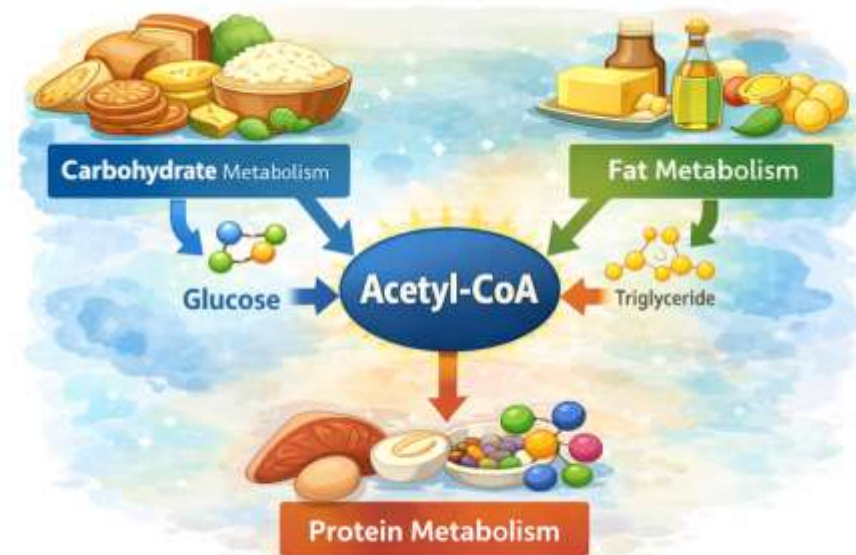 Carbohydrate Metabolism
Fat Metabolism
Glucose
Acetyl-CoA
Triglyceride
Protein Metabolism